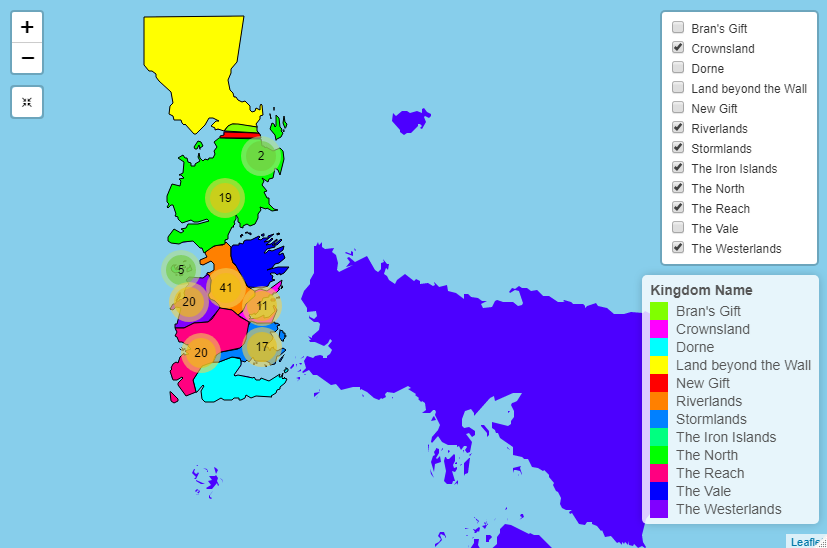 +
−
Bran's Gift
Crownsland
Dorne
Land beyond the Wall
New Gift
Riverlands
Stormlands
The Iron Islands
The North
The Reach
The Vale
The Westerlands
2
19
5
41
20
11
17
20
Kingdom Name
Bran's Gift
Crownsland
Dorne
Land beyond the Wall
New Gift
Riverlands
Stormlands
The Iron Islands
The North
The Reach
The Vale
The Westerlands
Leafle